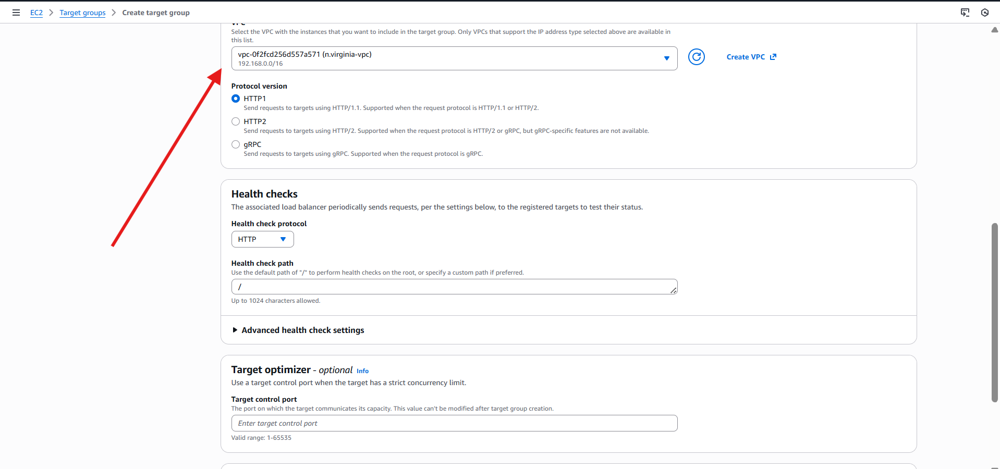 EC2 > Target groups > Create target group
VPC
Select the VPC with the instances that you want to include in the target group. Only VPCs that support the IP address type selected above are available in
this list.
vpc-0f2fcd256d557a571 (n.virginia-vpc)
192.168.0.0/16
Create VPC
Protocol version
HTTP1
Send requests to targets using HTTP/1.1. Supported when the request protocol is HTTP/1.1 or HTTP/2.
HTTP2
Send requests to targets using HTTP/2. Supported when the request protocol is HTTP/2 or gRPC, but gRPC-specific features are not available.
gRPC
Send requests to targets using gRPC. Supported when the request protocol is gRPC.
Health checks
The associated load balancer periodically sends requests, per the settings below, to the registered targets to test their status.
Health check protocol
HTTP
Health check path
Use the default path of "/" to perform health checks on the root, or specify a custom path if preferred.
/
Up to 1024 characters allowed.
Advanced health check settings
Target optimizer - optional Info
Use a target control port when the target has a strict concurrency limit.
Target control port
The port on which the target communicates its capacity. This value can't be modified after target group creation.
Enter target control port
Valid range: 1-65535